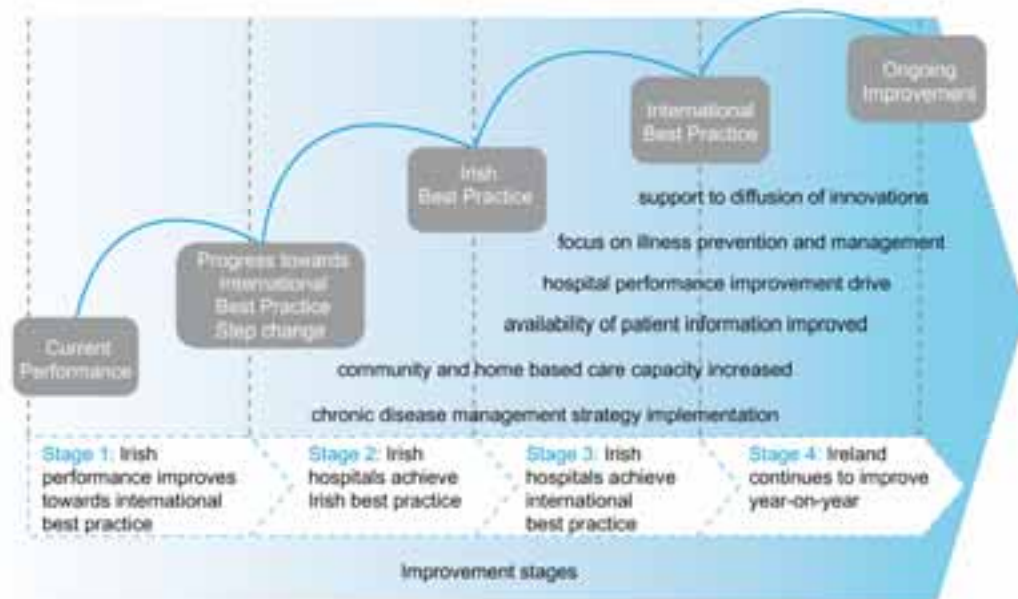 Ongoing
Improvement
International
Best Practice
Irish
Best Practice
Progress towards
International
Best Practice
Step change
Current
Performance
support to diffusion of innovations
focus on illness prevention and management
hospital performance improvement drive
availability of patient information improved
community and home based care capacity increased
chronic disease management strategy implementation
Stage 1: Irish
performance improves
towards international
best practice
Stage 2: Irish
hospitals achieve
Irish best practice
Stage 3: Irish
hospitals achieve
international
best practice
Stage 4: Ireland
continues to improve
year-on-year
Improvement stages